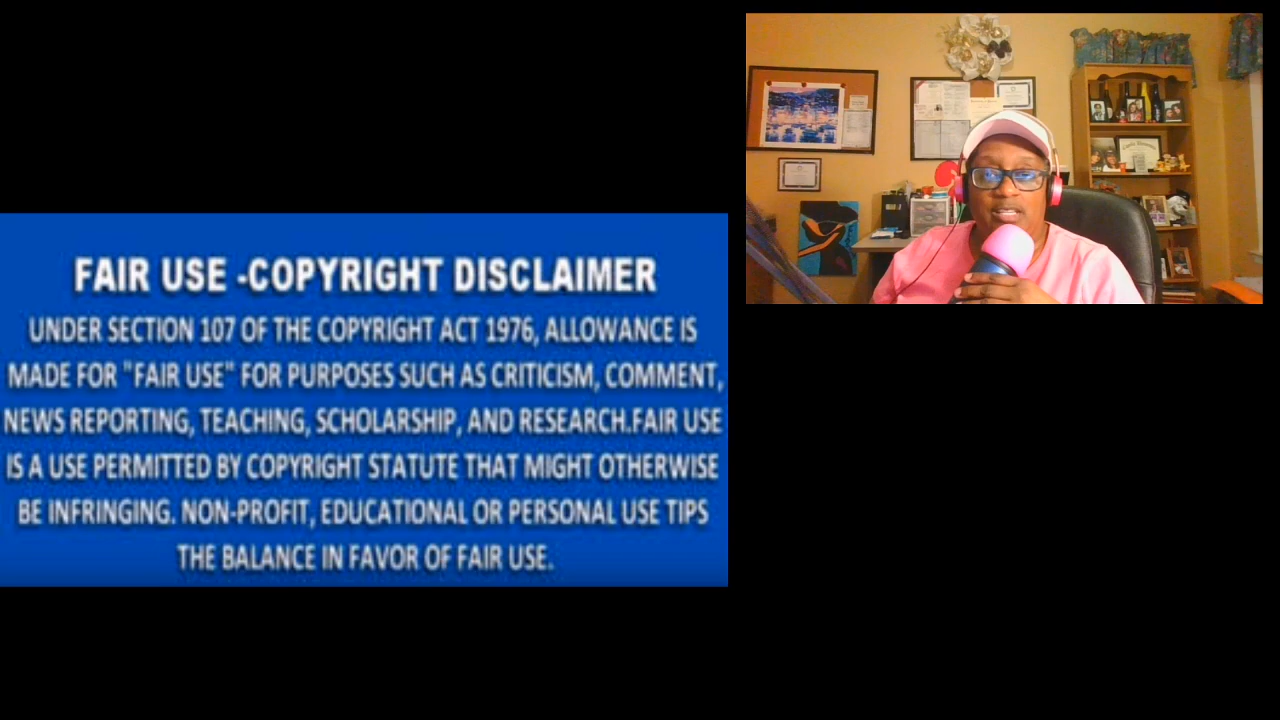 FAIR USE -COPYRIGHT DISCLAIMER
UNDER SECTION 107 OF THE COPYRIGHT ACT 1976, ALLOWANCE IS
MADE FOR "FAIR USE" FOR PURPOSES SUCH AS CRITICISM, COMMENT,
NEWS REPORTING, TEACHING, SCHOLARSHIP, AND RESEARCH.FAIR USE
IS A USE PERMITTED BY COPYRIGHT STATUTE THAT MIGHT OTHERWISE
BE INFRINGING. NON-PROFIT, EDUCATIONAL OR PERSONAL USE TIPS
THE BALANCE IN FAVOR OF FAIR USE.